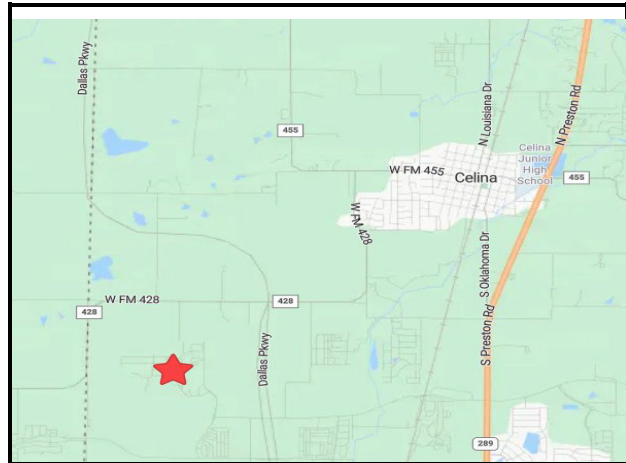 Dallas Pkwy
N Louisiana Dr
N Preston Rd
455
Celina
Junior
High
School
W FM 455
Celina
455
W FM 428
S Oklahoma Dr
W FM 428
428
428
S Preston Rd
Dallas Pkwy
289